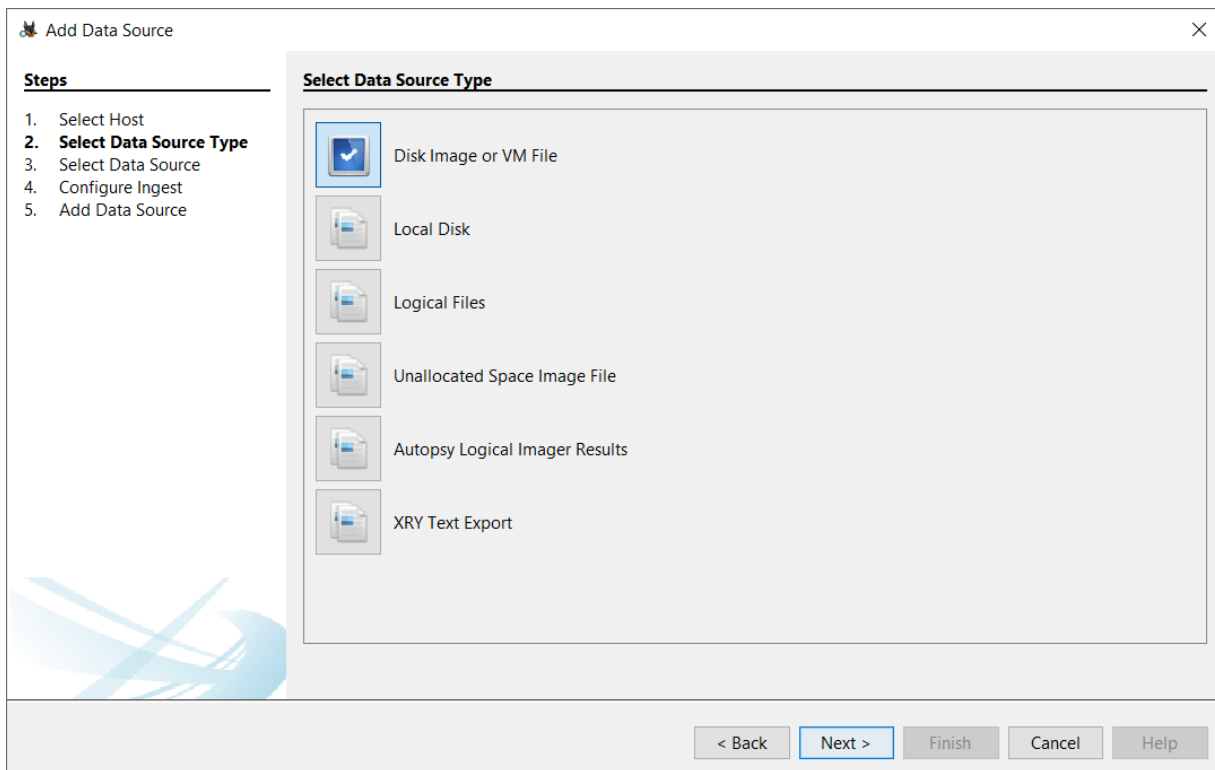 Add Data Source
Steps
1. Select Host
2. Select Data Source Type
3. Select Data Source
4. Configure Ingest
5. Add Data Source
Select Data Source Type
Disk Image or VM File
Local Disk
Logical Files
Unallocated Space Image File
Autopsy Logical Imager Results
XRY Text Export
< Back Next > Finish Cancel Help